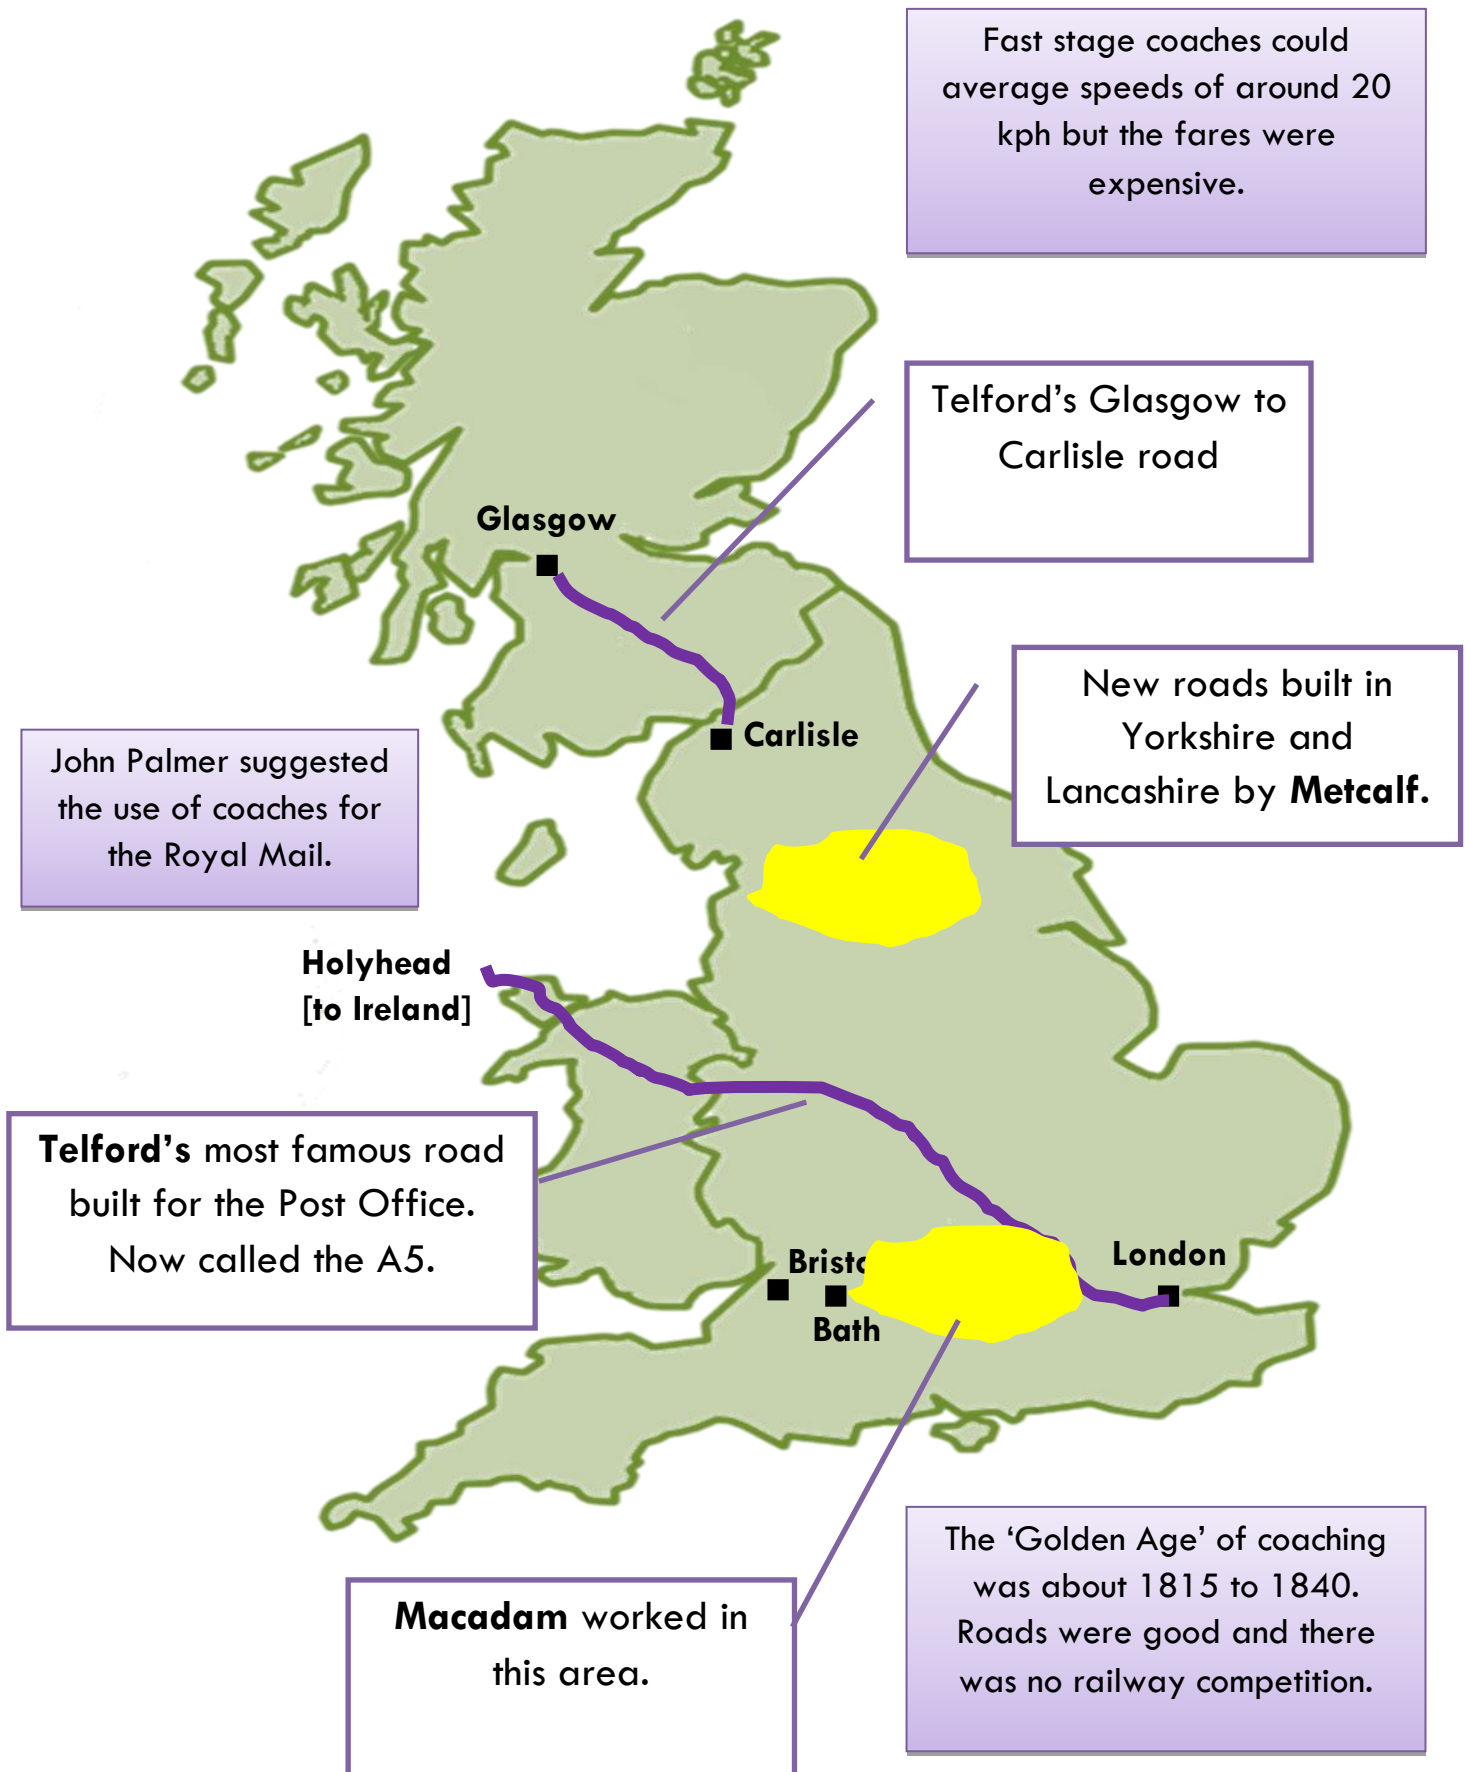 Fast stage coaches could
average speeds of around 20
kph but the fares were
expensive.
Telford’s Glasgow to
Carlisle road
Glasgow
New roads built in
Yorkshire and
Lancashire by Metcalf.
Carlisle
John Palmer suggested
the use of coaches for
the Royal Mail.
Holyhead
[to Ireland]
Telford’s most famous road
built for the Post Office.
Now called the A5.
London
Bath
Macadam worked in
this area.
The ‘Golden Age’ of coaching
was about 1815 to 1840.
Roads were good and there
was no railway competition.